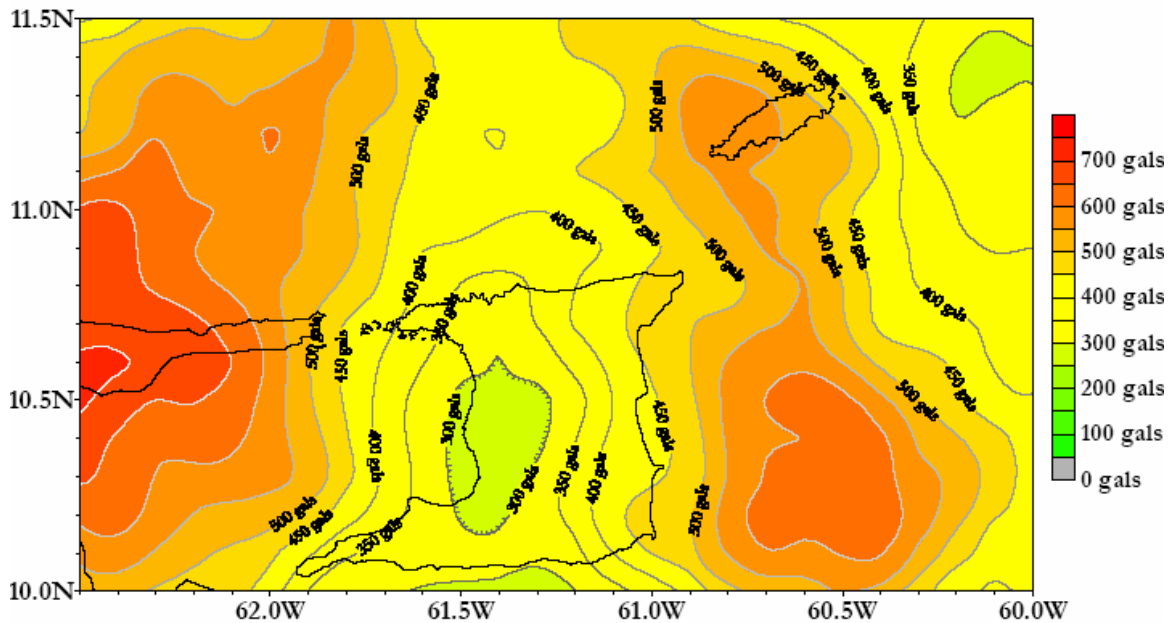 11.5N
450 gals
500 gals
400 gals
350 gals
450 gals
500 gals
500 gals
700 gals
600 gals
500 gals
400 gals
300 gals
200 gals
100 gals
0 gals
11.0N
400 gals
450 gals
500 gals
500 gals
450 gals
400 gals
400 gals
500 gals
450 gals
450 gals
500 gals
10.5N
300 gals
450 gals
400 gals
300 gals
350 gals
400 gals
500 gals
500 gals
450 gals
350 gals
10.0N
62.0W
61.5W
61.0W
60.5W
60.0W